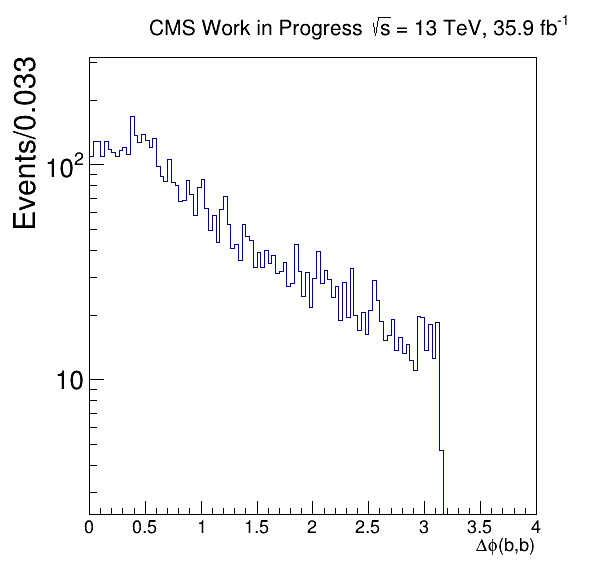 CMS Work in Progress √s = 13 TeV, 35.9 fb⁻¹
Events/0.033
10²
10
0 0.5 1 1.5 2 2.5 3 3.5 4
Δϕ(b,b)